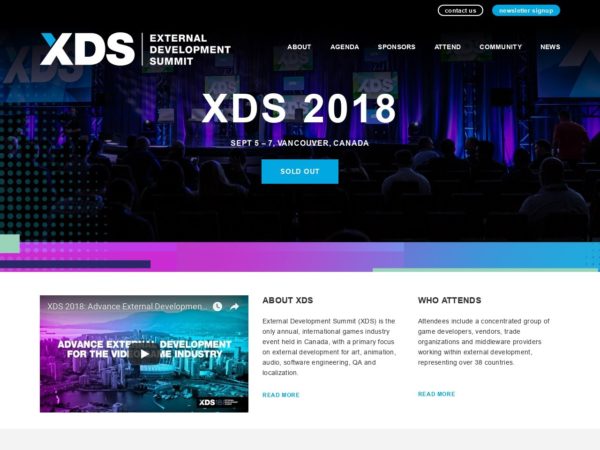 contact us
newsletter signup
XDS
EXTERNAL
DEVELOPMENT
SUMMIT
ABOUT
AGENDA
SPONSORS
ATTEND
COMMUNITY
NEWS
XDS 2018
SEPT 5 – 7, VANCOUVER, CANADA
SOLD OUT
XDS 2018: Advance External Developmen...
ADVANCE EXTERNAL DEVELOPMENT
FOR THE VIDEO GAME INDUSTRY
XDS
ABOUT XDS
External Development Summit (XDS) is the
only annual, international games industry
event held in Canada, with a primary focus
on external development for art, animation,
audio, software engineering, QA and
localization.
READ MORE
WHO ATTENDS
Attendees include a concentrated group of
game developers, vendors, trade
organizations and middleware providers
working within external development,
representing over 38 countries.
READ MORE